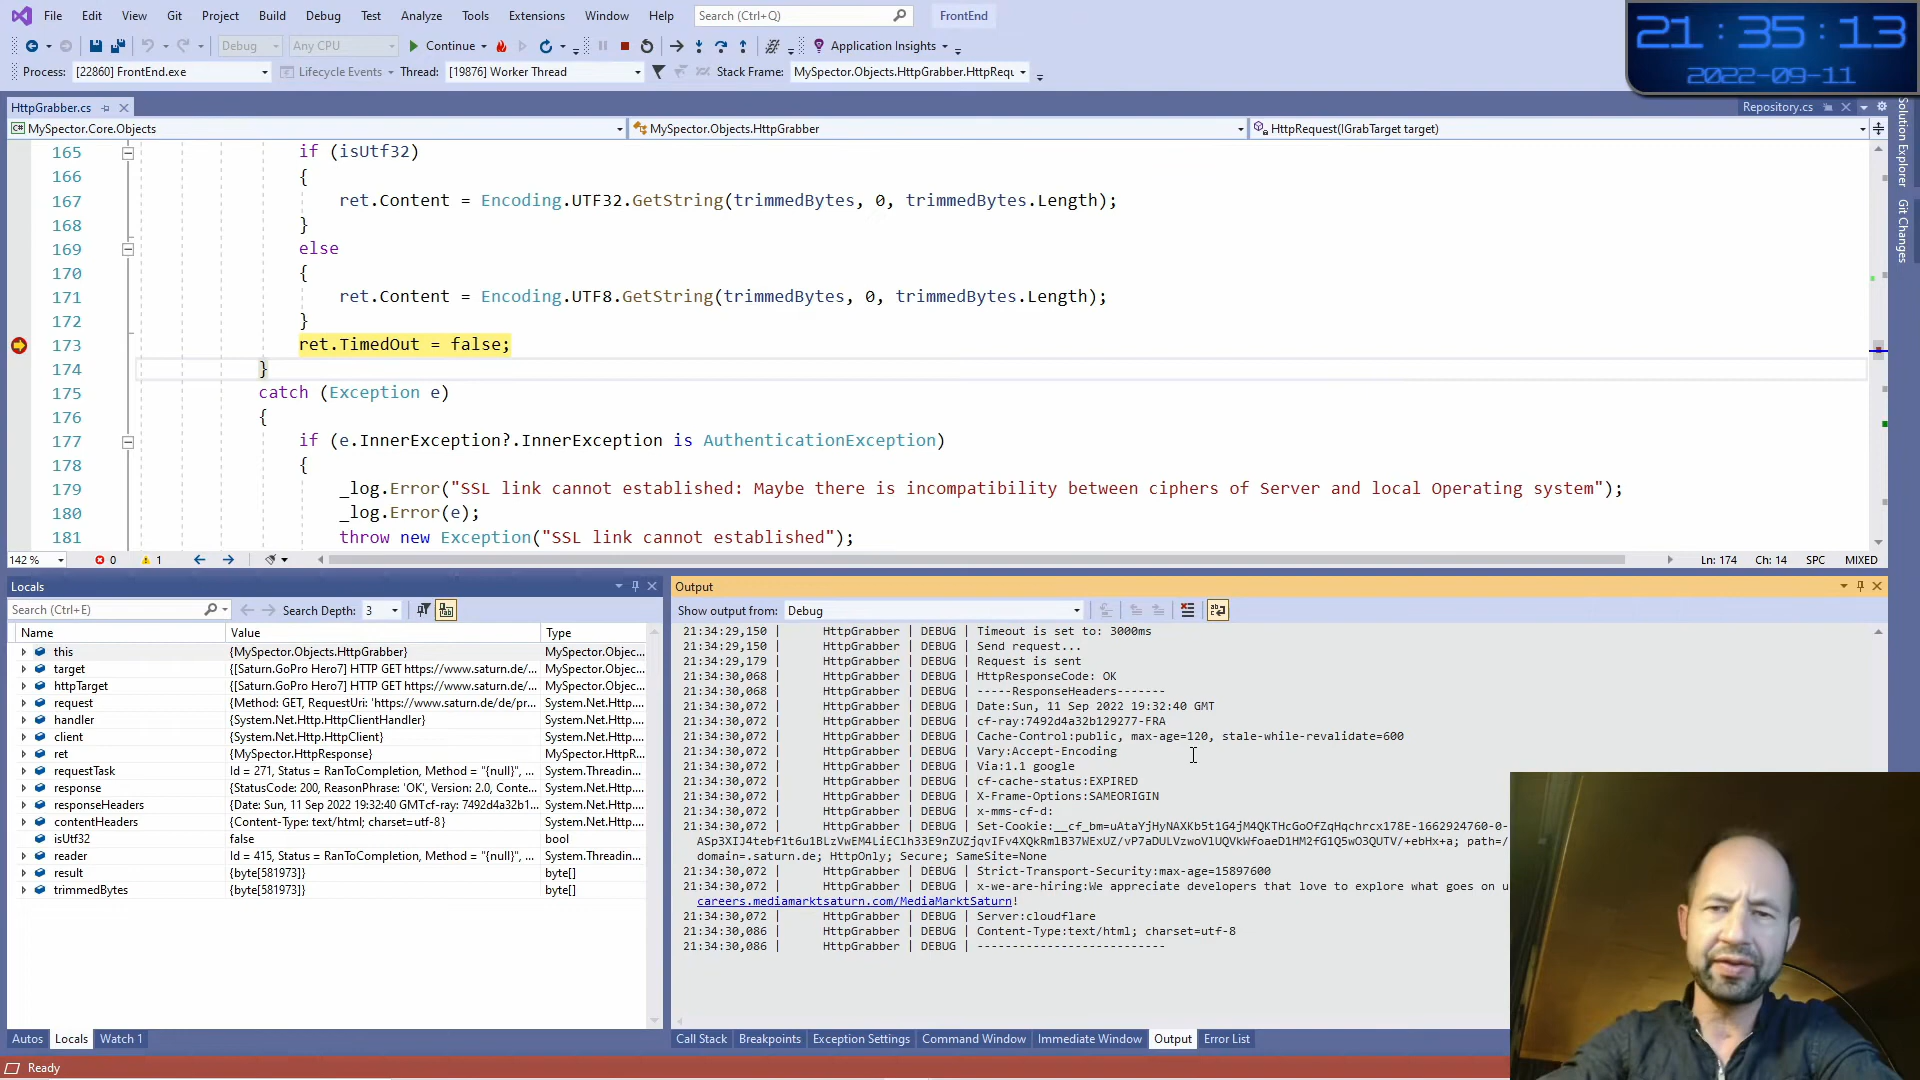 File Edit View Git Project Build Debug Test Analyze Tools Extensions Window Help Search (Ctrl+Q) FrontEnd
21:35:13
2022-09-11
Debug Any CPU Continue Application Insights
Process: [22860] FrontEnd.exe Lifecycle Events Thread: [19876] Worker Thread Stack Frame: MySpector.Objects.HttpGrabber.HttpRequ
HttpGrabber.cs Repository.cs
MySpector.Core.Objects MySpector.Objects.HttpGrabber HttpRequest(IGrabTarget target)
Solution Explorer
Git Changes
165 if (isUtf32)
166 {
167 ret.Content = Encoding.UTF32.GetString(trimmedBytes, 0, trimmedBytes.Length);
168 }
169 else
170 {
171 ret.Content = Encoding.UTF8.GetString(trimmedBytes, 0, trimmedBytes.Length);
172 }
173 ret.TimedOut = false;
174 }
175 catch (Exception e)
176 {
177 if (e.InnerException?.InnerException is AuthenticationException)
178 {
179 _log.Error("SSL link cannot established: Maybe there is incompatibility between ciphers of Server and local Operating system");
180 _log.Error(e);
181 throw new Exception("SSL link cannot established");
142 % 0 1 Ln: 174 Ch: 14 SPC MIXED
Locals
Search (Ctrl+E) Search Depth: 3
Name Value Type
this {MySpector.Objects.HttpGrabber} MySpector.Objec...
target {[Saturn.GoPro Hero7] HTTP GET https://www.saturn.de/... MySpector.Objec...
httpTarget {[Saturn.GoPro Hero7] HTTP GET https://www.saturn.de/... MySpector.Objec...
request {Method: GET, RequestUri: 'https://www.saturn.de/de/pr... System.Net.Http....
handler {System.Net.Http.HttpClientHandler} System.Net.Http....
client {System.Net.Http.HttpClient} System.Net.Http....
ret {MySpector.HttpResponse} MySpector.HttpR...
requestTask Id = 271, Status = RanToCompletion, Method = "{null}", ... System.Threadin...
response {StatusCode: 200, ReasonPhrase: 'OK', Version: 2.0, Conte... System.Net.Http....
responseHeaders {Date: Sun, 11 Sep 2022 19:32:40 GMTcf-ray: 7492d4a32b1... System.Net.Http....
contentHeaders {Content-Type: text/html; charset=utf-8} System.Net.Http....
isUtf32 false bool
reader Id = 415, Status = RanToCompletion, Method = "{null}", ... System.Threadin...
result {byte[581973]} byte[]
trimmedBytes {byte[581973]} byte[]
Autos Locals Watch 1
Output
Show output from: Debug
21:34:29,150 | HttpGrabber | DEBUG | Timeout is set to: 3000ms
21:34:29,150 | HttpGrabber | DEBUG | Send request...
21:34:29,179 | HttpGrabber | DEBUG | Request is sent
21:34:30,068 | HttpGrabber | DEBUG | HttpResponseCode: OK
21:34:30,068 | HttpGrabber | DEBUG | -----ResponseHeaders-------
21:34:30,072 | HttpGrabber | DEBUG | Date:Sun, 11 Sep 2022 19:32:40 GMT
21:34:30,072 | HttpGrabber | DEBUG | cf-ray:7492d4a32b129277-FRA
21:34:30,072 | HttpGrabber | DEBUG | Cache-Control:public, max-age=120, stale-while-revalidate=600
21:34:30,072 | HttpGrabber | DEBUG | Vary:Accept-Encoding
21:34:30,072 | HttpGrabber | DEBUG | Via:1.1 google
21:34:30,072 | HttpGrabber | DEBUG | cf-cache-status:EXPIRED
21:34:30,072 | HttpGrabber | DEBUG | X-Frame-Options:SAMEORIGIN
21:34:30,072 | HttpGrabber | DEBUG | x-mms-cf-d:
21:34:30,072 | HttpGrabber | DEBUG | Set-Cookie:__cf_bm=uAtaYjHyNAXKb5t1G4jM4QKTHcGoOfZqHqchrcx178E-1662924760-0-
ASp3XIJ4tebf1t6u1BLzVwEM4LiEClh33E9nZUZjqvIFv4XQkRmlB37WExUZ/vP7aDULVzwoVlUQVkWfoaeD1HM2fG1Q5wO3QUTV/+ebHx+a; path=/
domain=.saturn.de; HttpOnly; Secure; SameSite=None
21:34:30,072 | HttpGrabber | DEBUG | Strict-Transport-Security:max-age=15897600
21:34:30,072 | HttpGrabber | DEBUG | x-we-are-hiring:We appreciate developers that love to explore what goes on u
careers.mediamarktsaturn.com/MediaMarktSaturn!
21:34:30,072 | HttpGrabber | DEBUG | Server:cloudflare
21:34:30,086 | HttpGrabber | DEBUG | Content-Type:text/html; charset=utf-8
21:34:30,086 | HttpGrabber | DEBUG | ---------------------------
Call Stack Breakpoints Exception Settings Command Window Immediate Window Output Error List
Ready